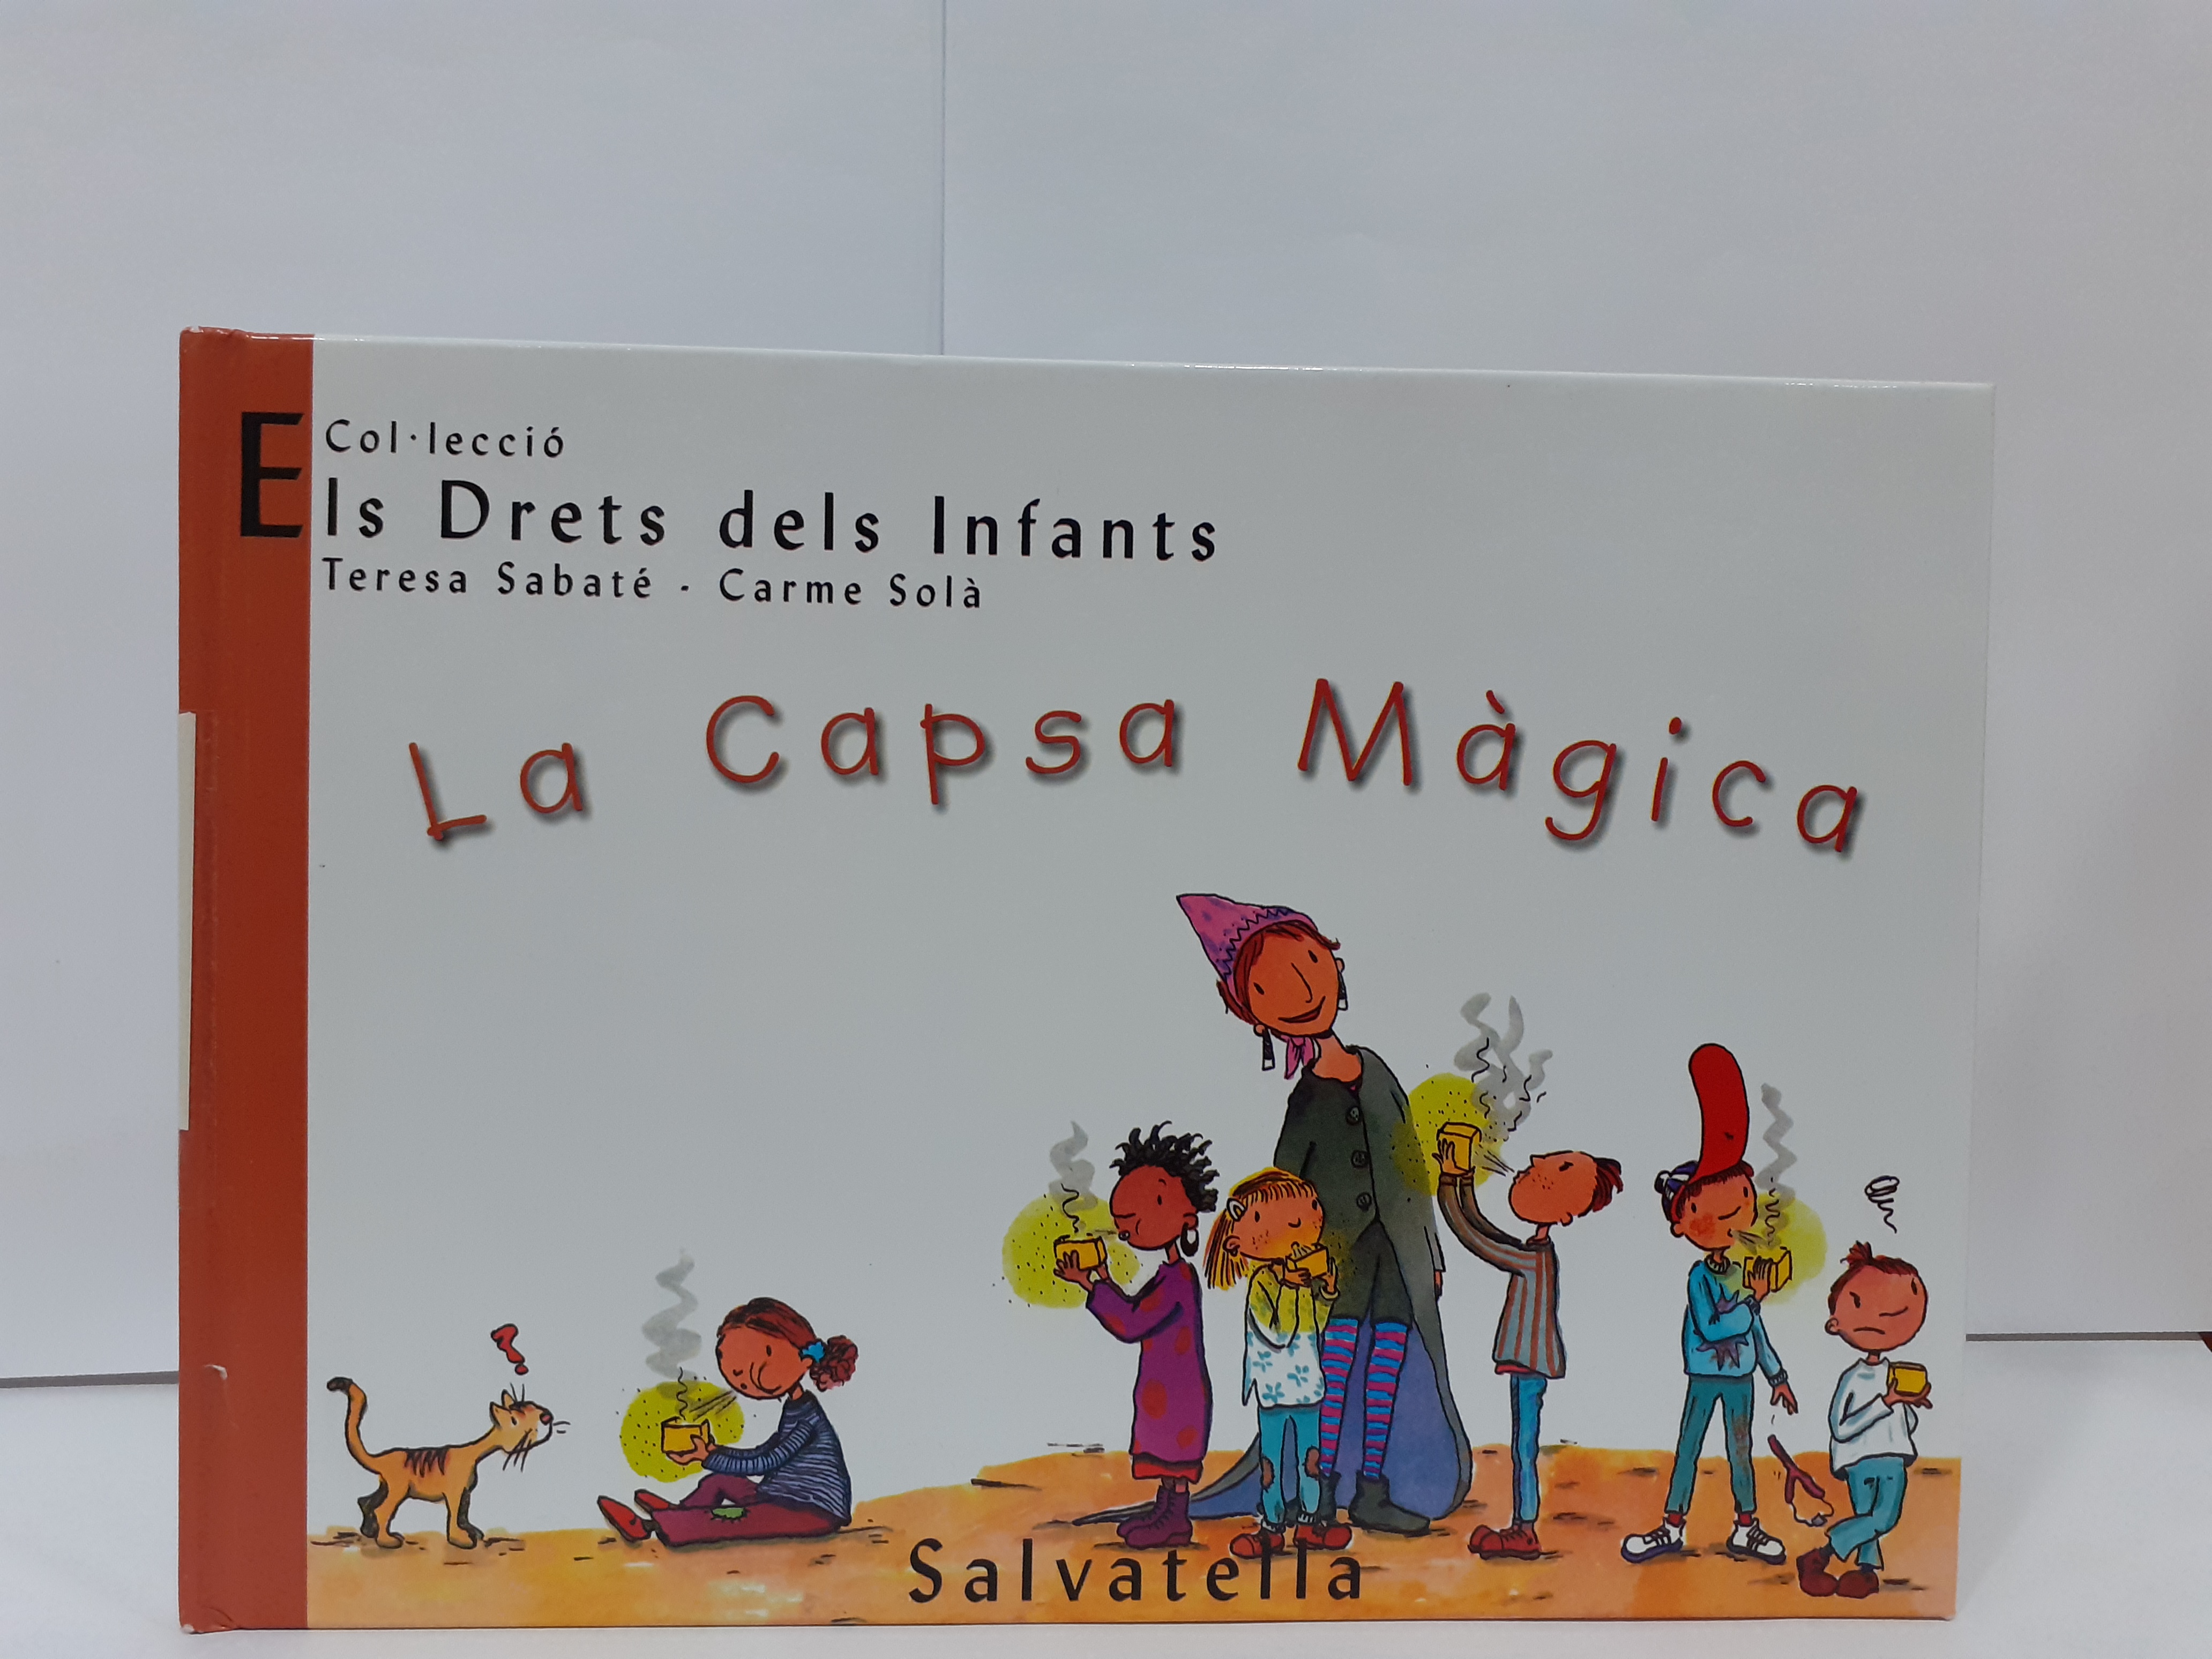 Col·lecció
Els Drets dels Infants
Teresa Sabaté - Carme Solà
La Capsa Màgica
Salvatella